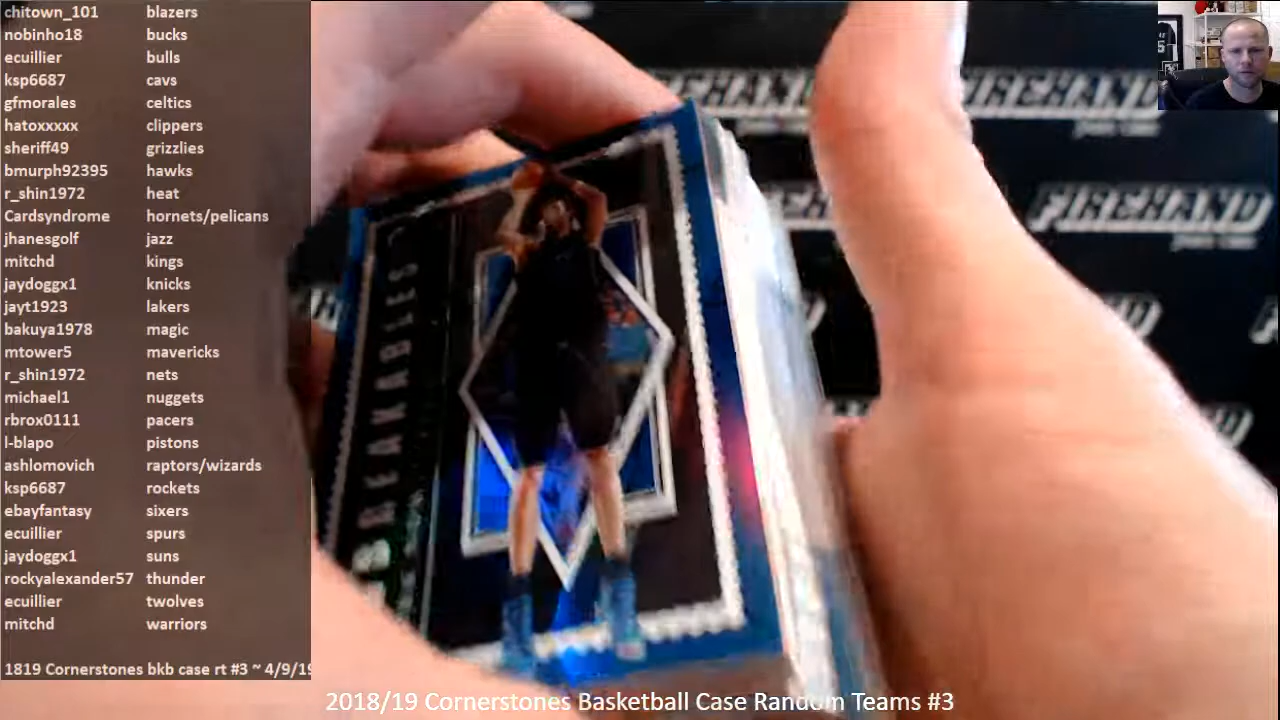 chitown_101 blazers
nobinho18 bucks
ecuillier bulls
ksp6687 cavs
gfmorales celtics
hatoxxxxx clippers
sheriff49 grizzlies
bmurph92395 hawks
r_shin1972 heat
Cardsyndrome hornets/pelicans
jhanesgolf jazz
mitchd kings
jaydoggx1 knicks
jayt1923 lakers
bakuya1978 magic
mtower5 mavericks
r_shin1972 nets
michael1 nuggets
rbrox0111 pacers
l-blapo pistons
ashlomovich raptors/wizards
ksp6687 rockets
ebayfantasy sixers
ecuillier spurs
jaydoggx1 suns
rockyalexander57 thunder
ecuillier twolves
mitchd warriors
1819 Cornerstones bkb case rt #3 ~ 4/9/19
FIREHAND
FIREHAND
2018/19 Cornerstones Basketball Case Random Teams #3